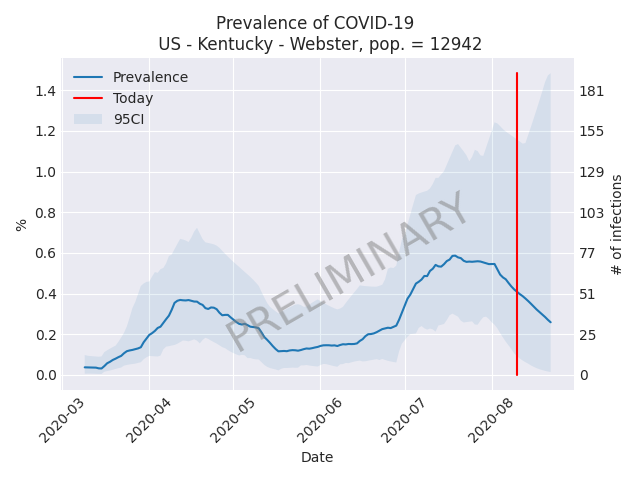 Prevalence of COVID-19
US - Kentucky - Webster, pop. = 12942
Prevalence
Today
95CI
1.4
1.2
1.0
0.8
0.6
0.4
0.2
0.0
%
181
155
129
103
77
51
25
0
# of infections
PRELIMINARY
2020-03
2020-04
2020-05
2020-06
2020-07
2020-08
Date